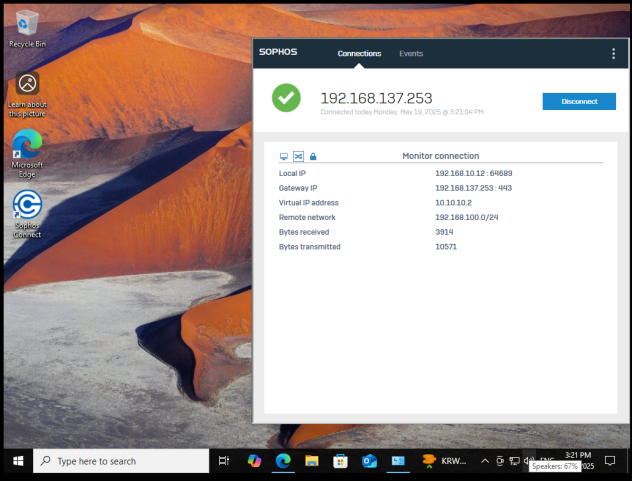 Recycle Bin
Learn about
this picture
Microsoft
Edge
Sophos
Connect
SOPHOS
Connections
Events
192.168.137.253
Connected today Monday, May 19, 2025 @ 3:21:04 PM
Disconnect
Monitor connection
Local IP 192.168.10.12 : 64689
Gateway IP 192.168.137.253 : 443
Virtual IP address 10.10.10.2
Remote network 192.168.100.0/24
Bytes received 3914
Bytes transmitted 10571
Type here to search
KRW...
ENG
3:21 PM
Speakers: 67%
2025